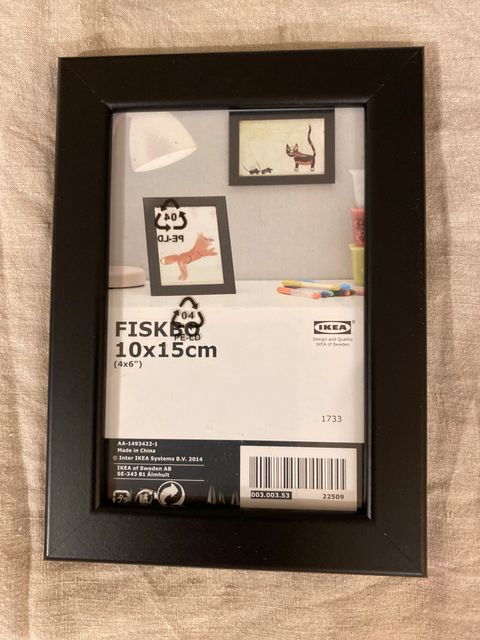 04
PE-LD
04
PE-LD
FISKBO
10x15cm
(4x6")
IKEA
Design and Quality
IKEA of Sweden
1733
AA-1493422-1
Made in China
© Inter IKEA Systems B.V. 2014
IKEA of Sweden AB
SE-343 81 Älmhult
003.003.53
22509